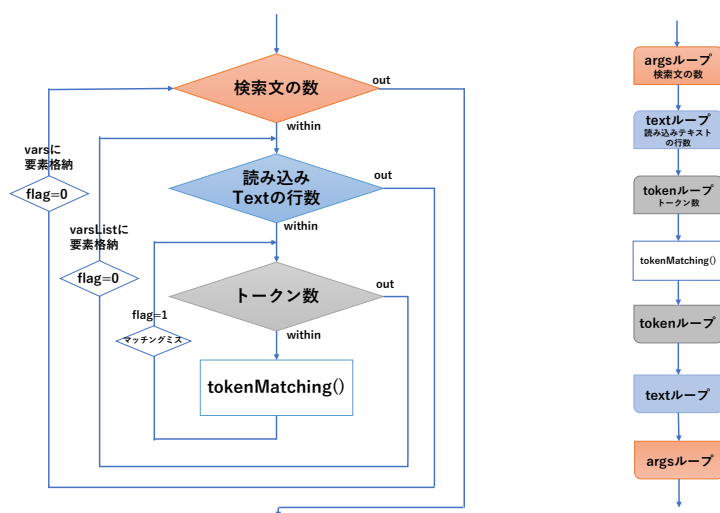 検索文の数
out
within
varsに
要素格納
flag=0
読み込み
Textの行数
out
within
varsListに
要素格納
flag=0
トークン数
out
within
flag=1
マッチングミス
tokenMatching()
argsループ
検索文の数
textループ
読み込みテキスト
の行数
tokenループ
トークン数
tokenMatching()
tokenループ
textループ
argsループ